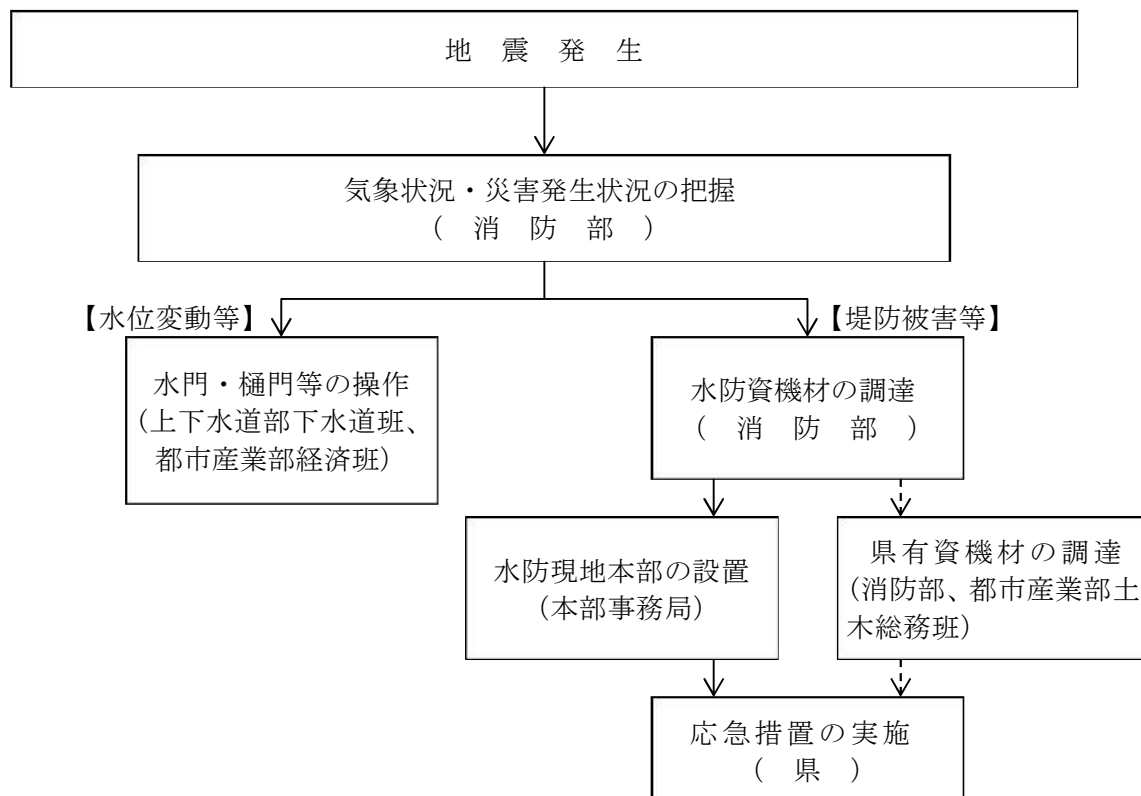 地　震　発　生
気象状況・災害発生状況の把握
（　消　防　部　）
【水位変動等】
【堤防被害等】
水門・樋門等の操作
（上下水道部下水道班、
都市産業部経済班）
水防資機材の調達
（　消　防　部　）
水防現地本部の設置
（本部事務局）
県有資機材の調達
（消防部、都市産業部土
木総務班）
応急措置の実施
（　県　）